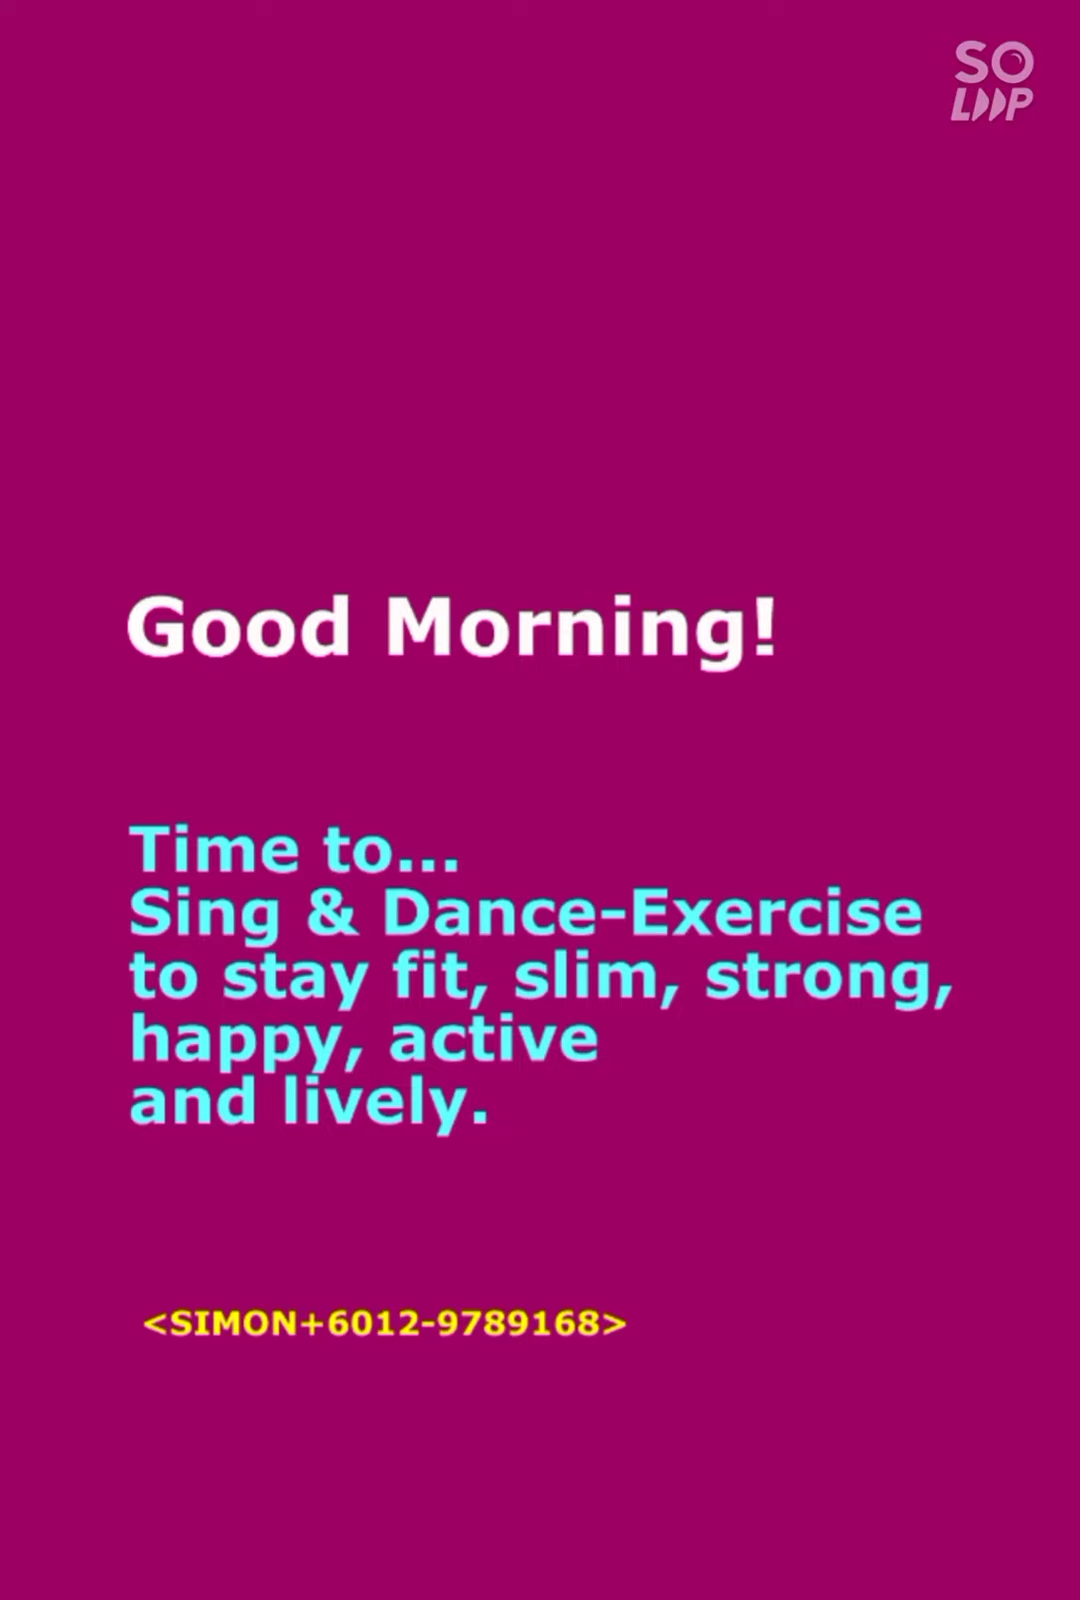 SO
LOOP
Good Morning!
Time to...
Sing & Dance-Exercise
to stay fit, slim, strong,
happy, active
and lively.
<SIMON+6012-9789168>